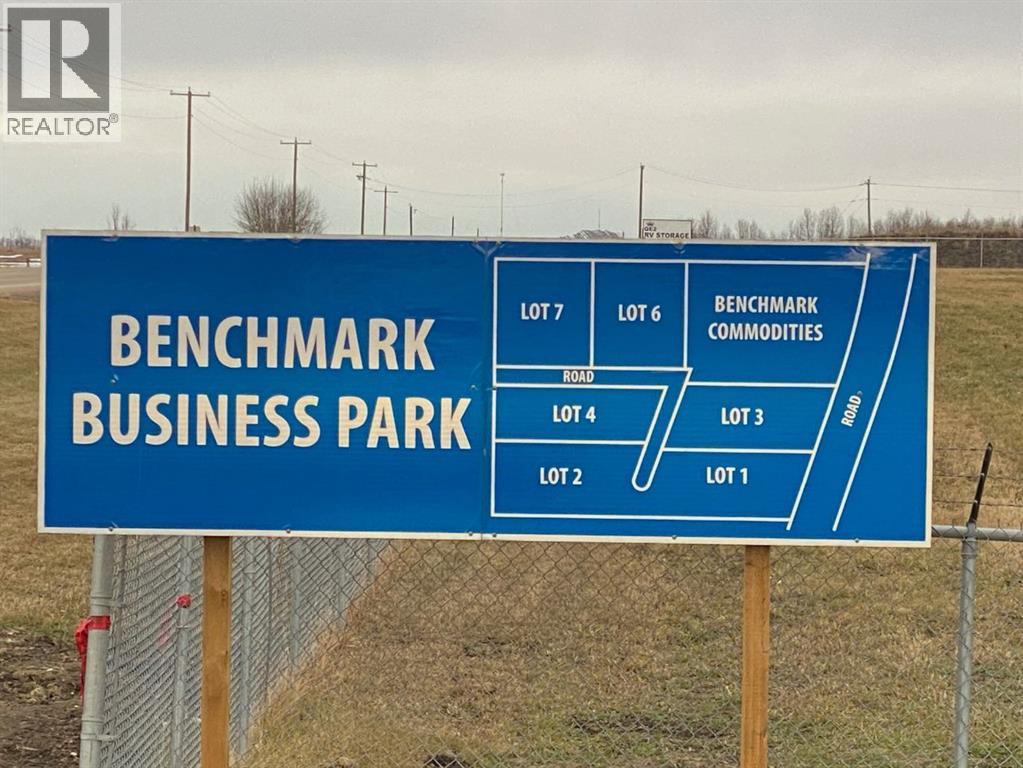 R
REALTOR®
QE2
RV STORAGE
BENCHMARK
BUSINESS PARK
LOT 7
LOT 6
BENCHMARK
COMMODITIES
ROAD
LOT 4
LOT 3
ROAD
LOT 2
LOT 1